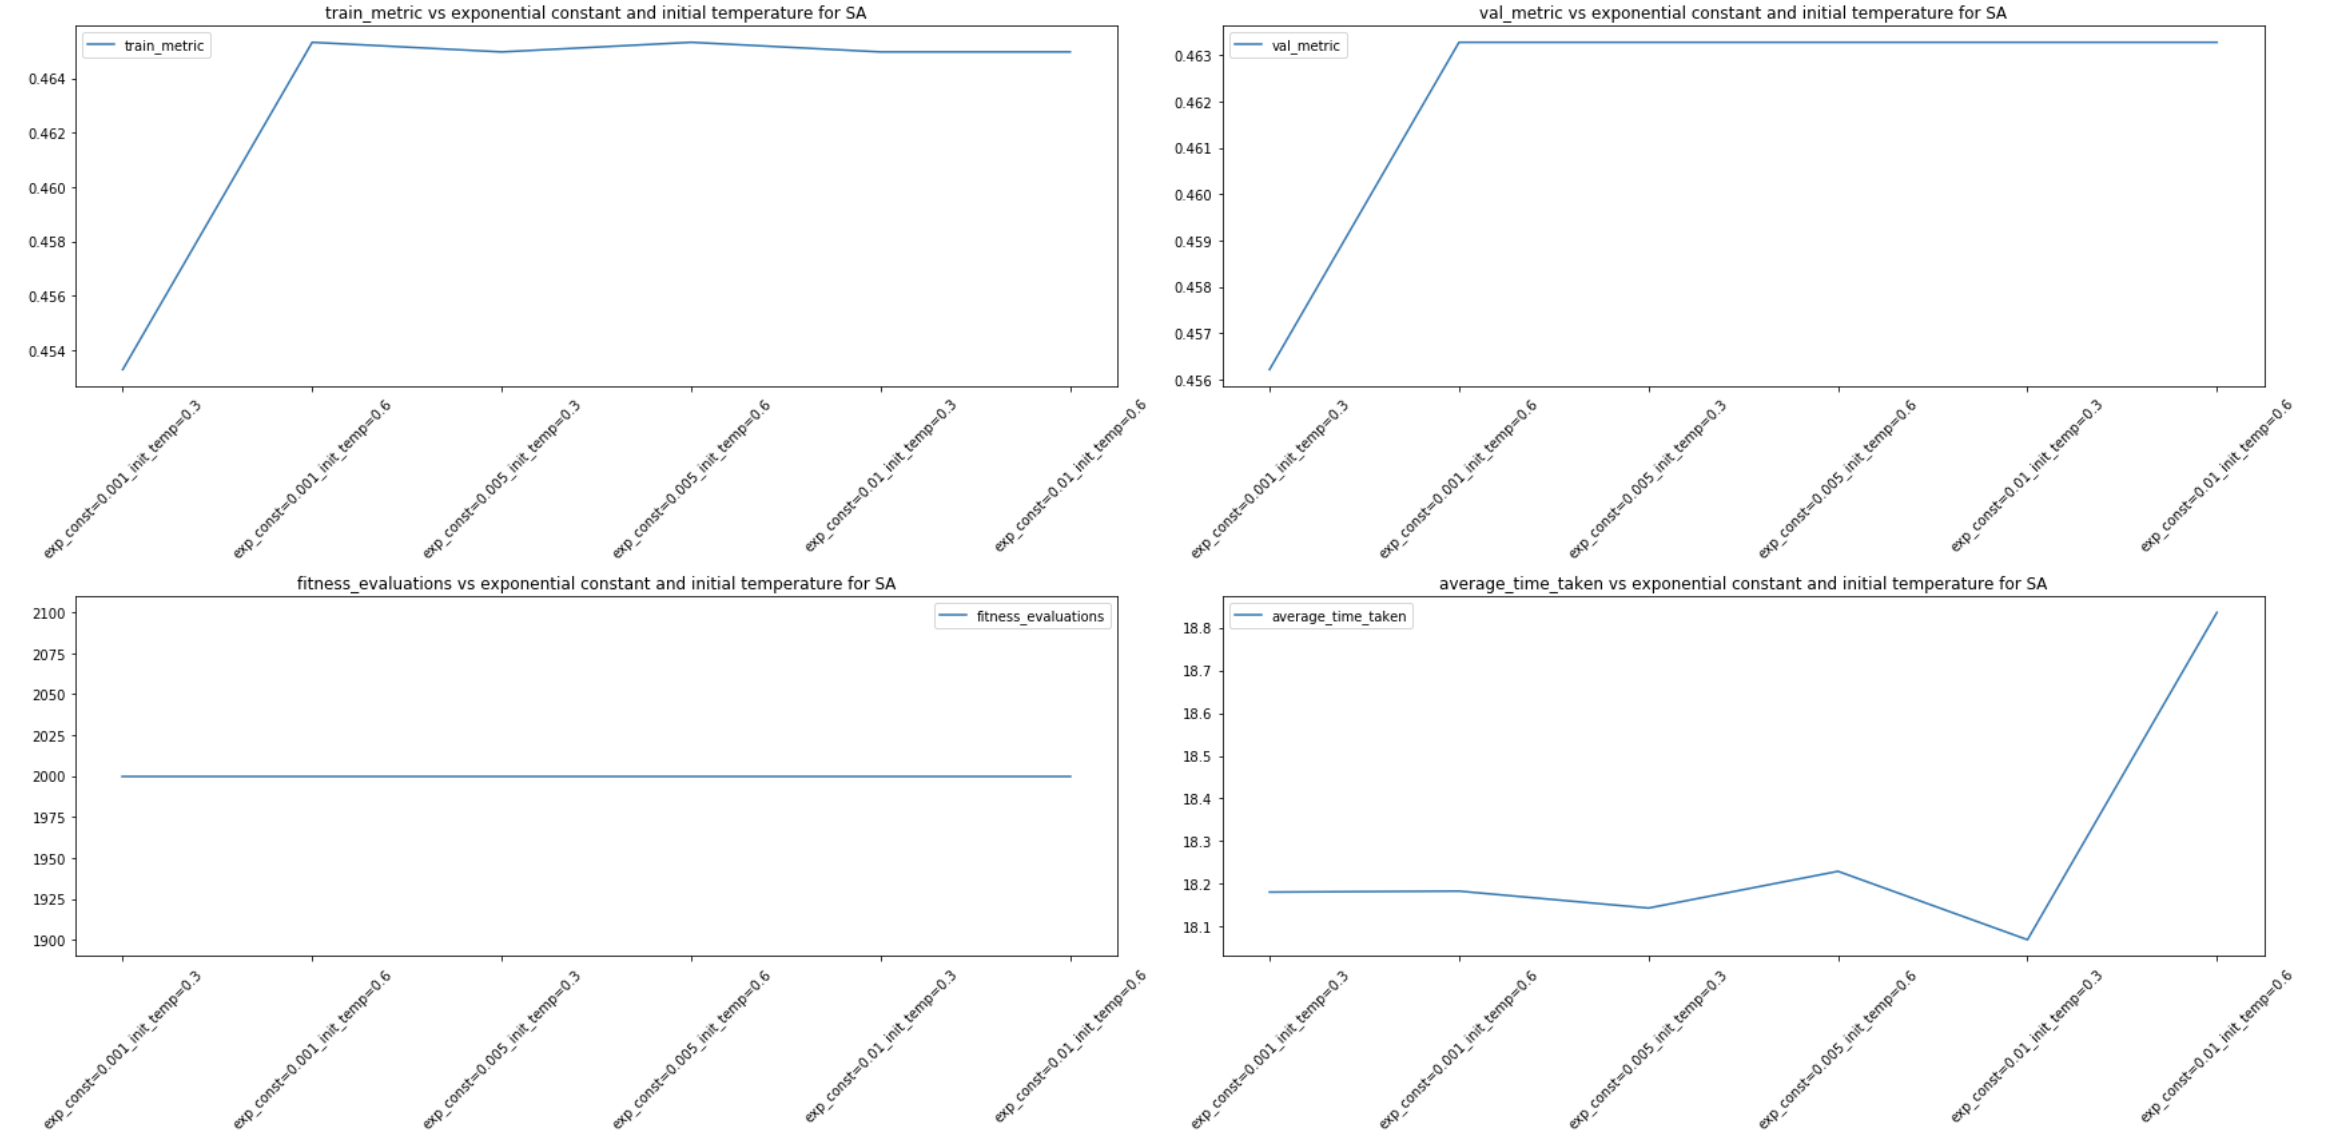 train_metric vs exponential constant and initial temperature for SA
train_metric
0.464
0.462
0.460
0.458
0.456
0.454
exp_const=0.001_init_temp=0.3
exp_const=0.001_init_temp=0.6
exp_const=0.005_init_temp=0.3
exp_const=0.005_init_temp=0.6
exp_const=0.01_init_temp=0.3
exp_const=0.01_init_temp=0.6
val_metric vs exponential constant and initial temperature for SA
val_metric
0.463
0.462
0.461
0.460
0.459
0.458
0.457
0.456
exp_const=0.001_init_temp=0.3
exp_const=0.001_init_temp=0.6
exp_const=0.005_init_temp=0.3
exp_const=0.005_init_temp=0.6
exp_const=0.01_init_temp=0.3
exp_const=0.01_init_temp=0.6
fitness_evaluations vs exponential constant and initial temperature for SA
fitness_evaluations
2100
2075
2050
2025
2000
1975
1950
1925
1900
exp_const=0.001_init_temp=0.3
exp_const=0.001_init_temp=0.6
exp_const=0.005_init_temp=0.3
exp_const=0.005_init_temp=0.6
exp_const=0.01_init_temp=0.3
exp_const=0.01_init_temp=0.6
average_time_taken vs exponential constant and initial temperature for SA
average_time_taken
18.8
18.7
18.6
18.5
18.4
18.3
18.2
18.1
exp_const=0.001_init_temp=0.3
exp_const=0.001_init_temp=0.6
exp_const=0.005_init_temp=0.3
exp_const=0.005_init_temp=0.6
exp_const=0.01_init_temp=0.3
exp_const=0.01_init_temp=0.6